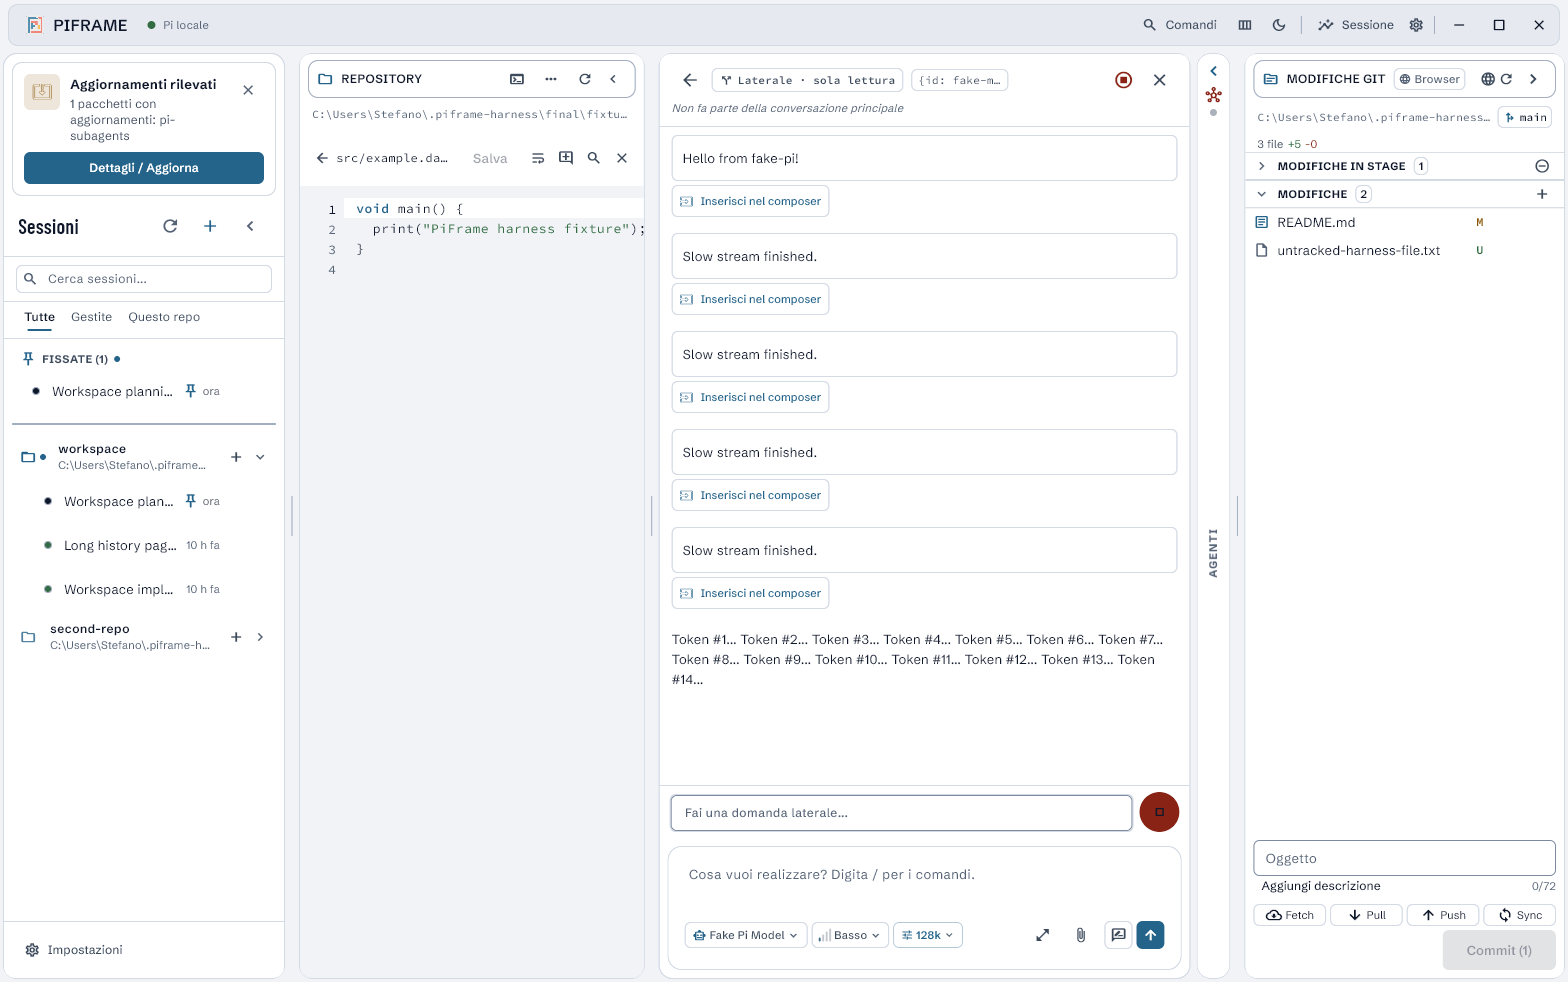 PIFRAME
Pi locale
Comandi
Sessione
Aggiornamenti rilevati
1 pacchetti con
aggiornamenti: pi-
subagents
Dettagli / Aggiorna
Sessioni
Cerca sessioni...
Tutte
Gestite
Questo repo
FISSATE (1)
Workspace planni... ora
workspace
C:\Users\Stefano\.piframe...
Workspace plan... ora
Long history pag... 10 h fa
Workspace impl... 10 h fa
second-repo
C:\Users\Stefano\.piframe-h...
Impostazioni
REPOSITORY
C:\Users\Stefano\.piframe-harness\final\fixtu...
src/example.da...
Salva
1 void main() {
2 print("PiFrame harness fixture");
3 }
4
Laterale · sola lettura
{id: fake-m...
Non fa parte della conversazione principale
Hello from fake-pi!
Inserisci nel composer
Slow stream finished.
Inserisci nel composer
Slow stream finished.
Inserisci nel composer
Slow stream finished.
Inserisci nel composer
Slow stream finished.
Inserisci nel composer
Token #1... Token #2... Token #3... Token #4... Token #5... Token #6... Token #7...
Token #8... Token #9... Token #10... Token #11... Token #12... Token #13... Token
#14...
Fai una domanda laterale...
Cosa vuoi realizzare? Digita / per i comandi.
Fake Pi Model
Basso
128k
AGENTI
MODIFICHE GIT
Browser
C:\Users\Stefano\.piframe-harness...
main
3 file +5 -0
MODIFICHE IN STAGE 1
MODIFICHE 2
README.md M
untracked-harness-file.txt U
Oggetto
Aggiungi descrizione
0/72
Fetch
Pull
Push
Sync
Commit (1)